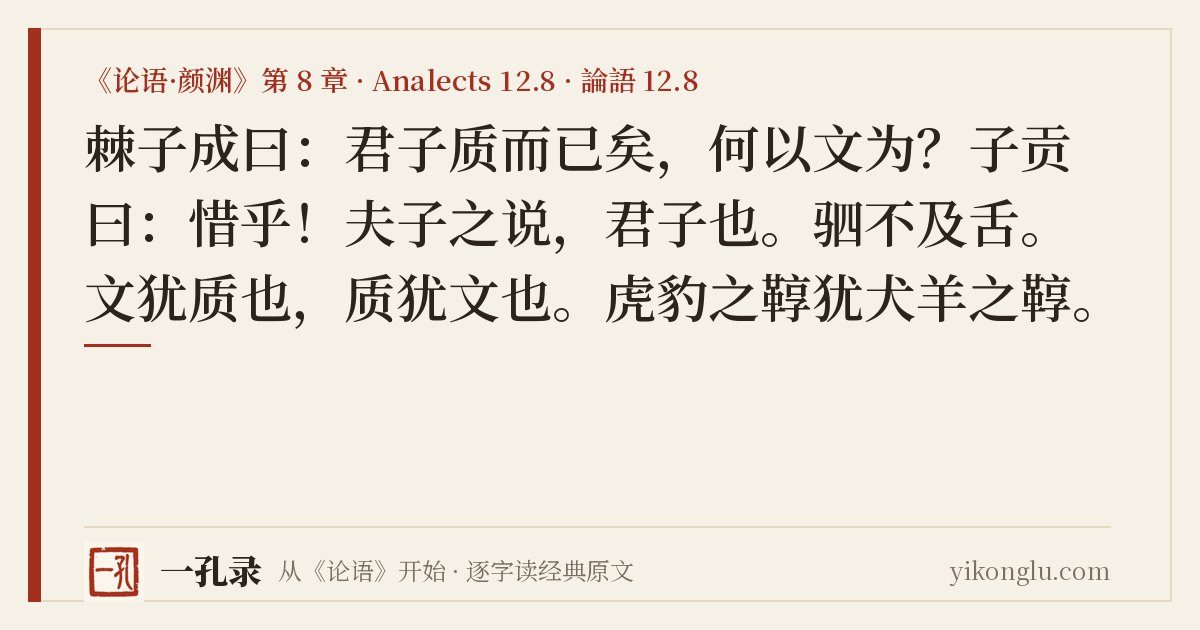 《论语·颜渊》第 8 章 · Analects 12.8 · 論語 12.8
棘子成曰：君子质而已矣，何以文为？子贡
曰：惜乎！夫子之说，君子也。驷不及舌。
文犹质也，质犹文也。虎豹之鞟犹犬羊之鞟。
一孔
一孔录 从《论语》开始 · 逐字读经典原文 yikonglu.com